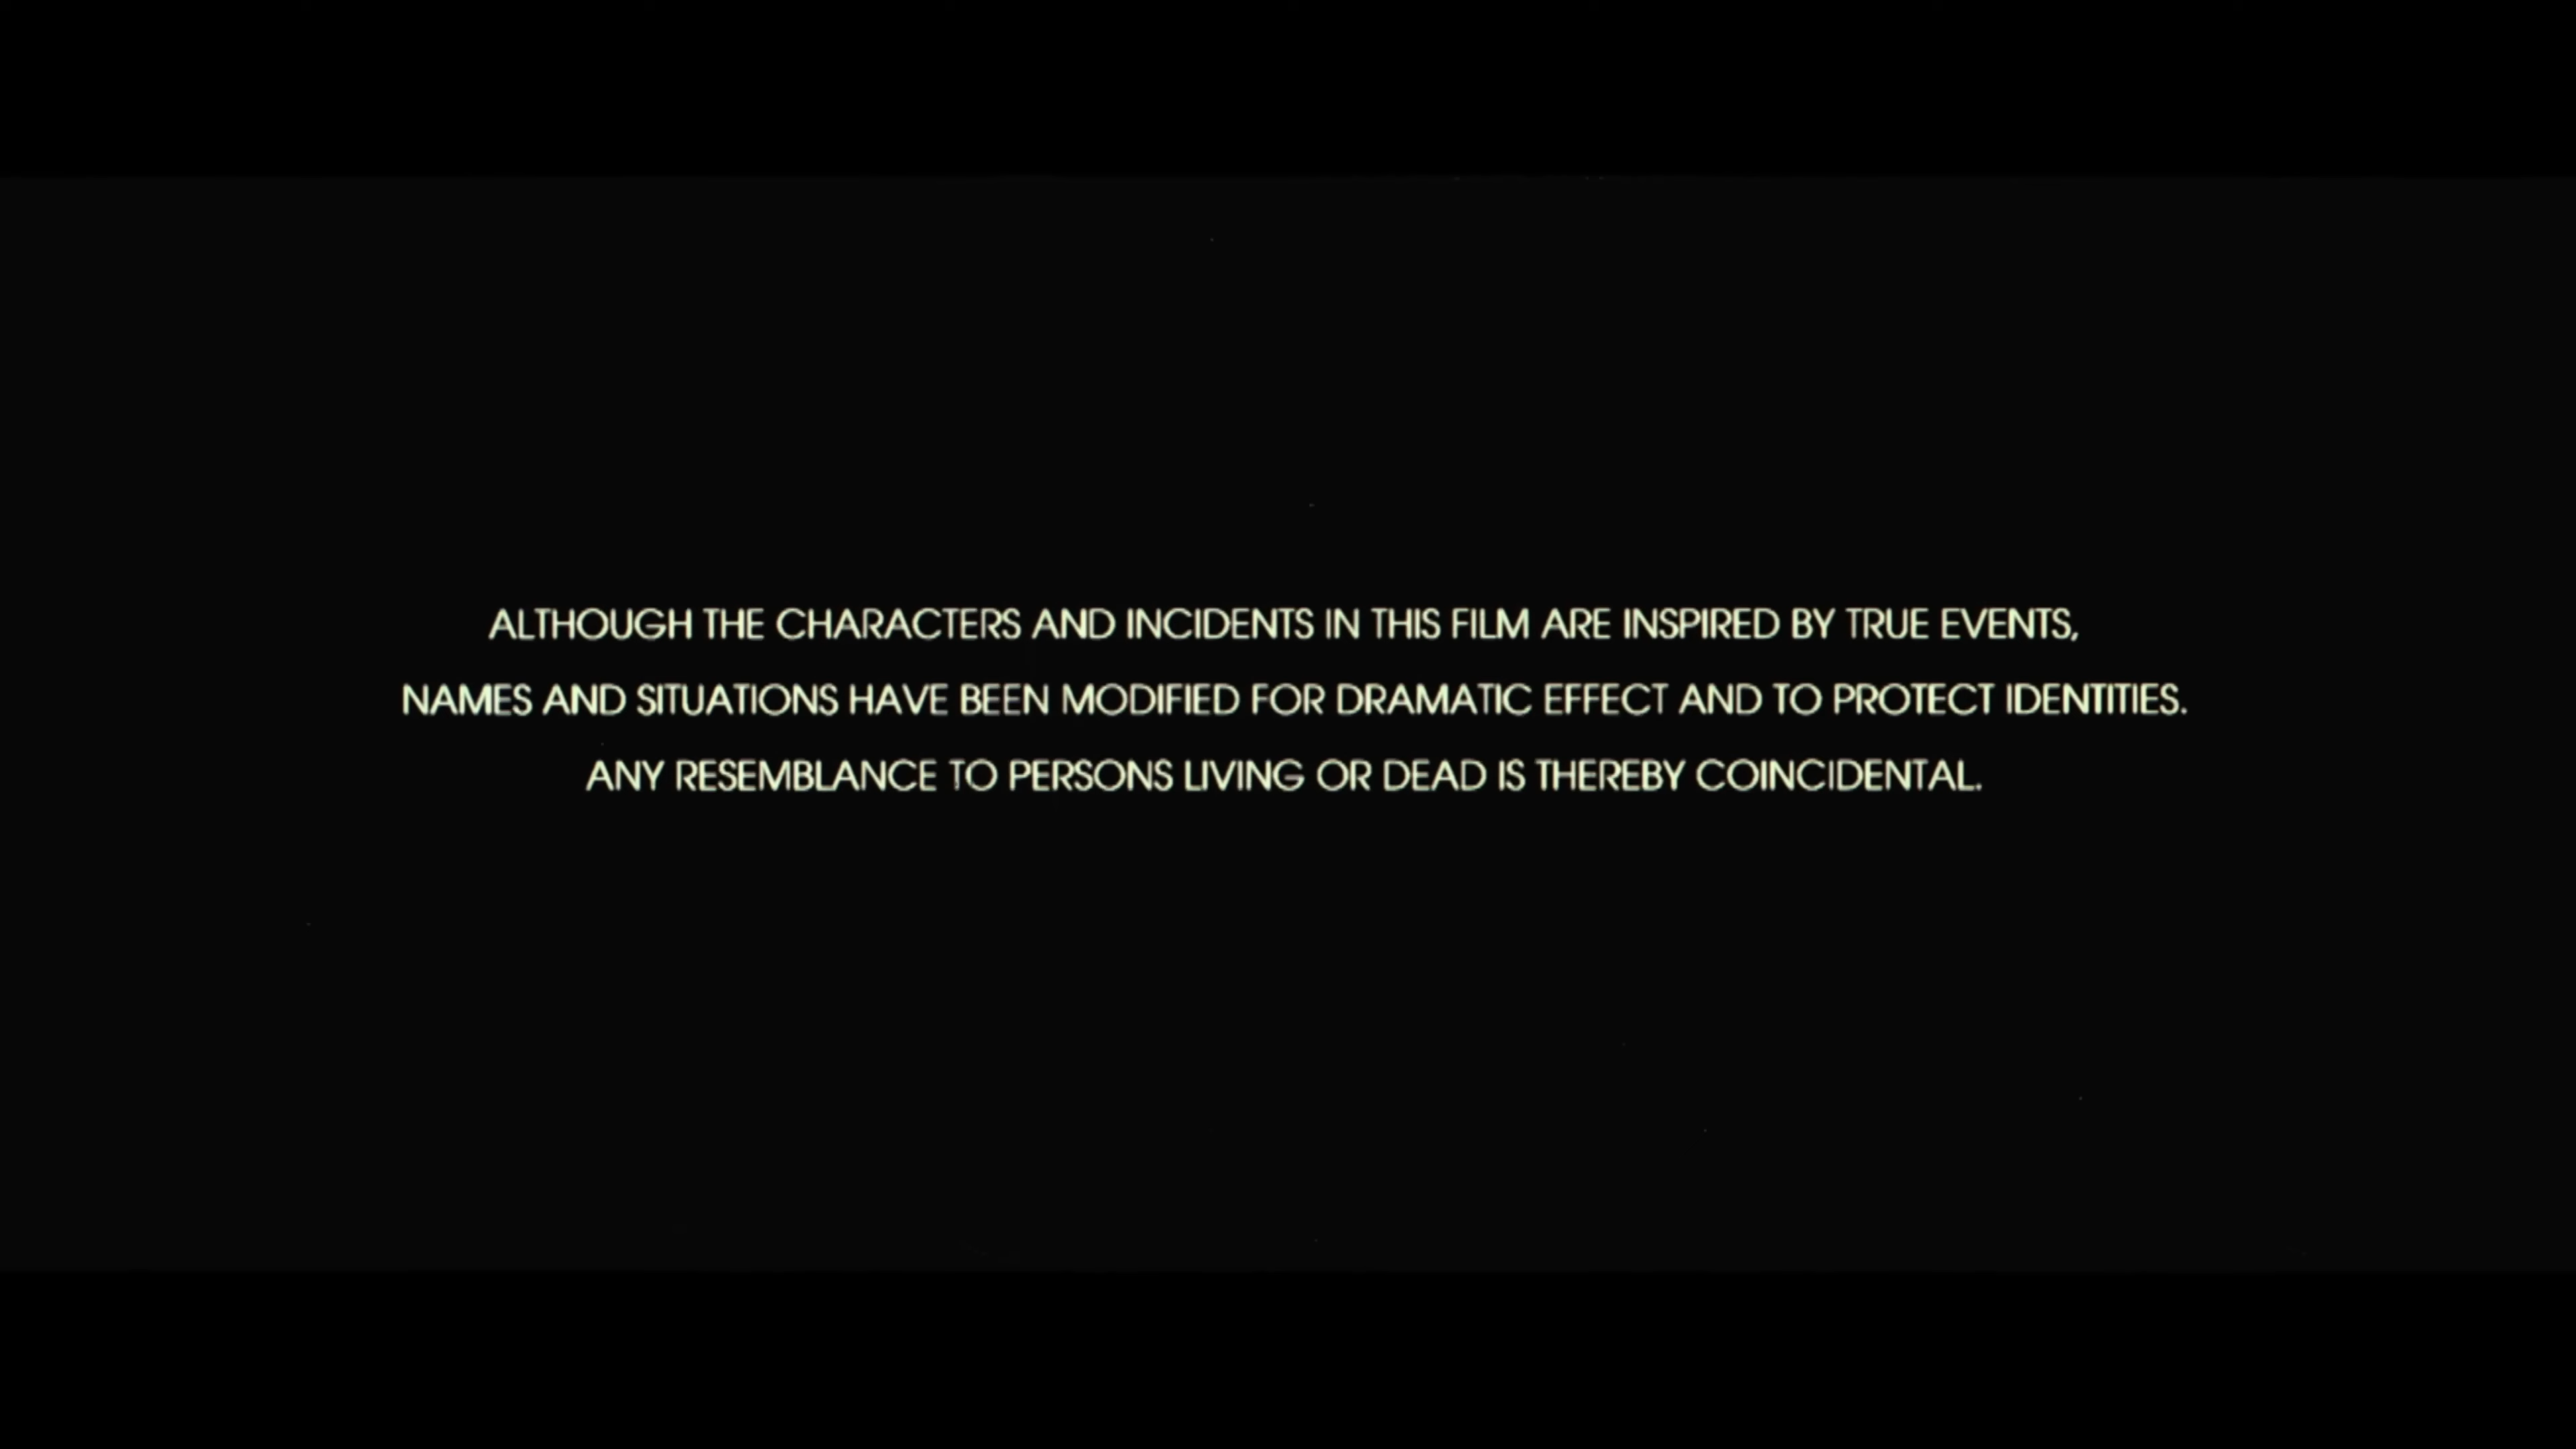 ALTHOUGH THE CHARACTERS AND INCIDENTS IN THIS FILM ARE INSPIRED BY TRUE EVENTS,
NAMES AND SITUATIONS HAVE BEEN MODIFIED FOR DRAMATIC EFFECT AND TO PROTECT IDENTITIES.
ANY RESEMBLANCE TO PERSONS LIVING OR DEAD IS THEREBY COINCIDENTAL.